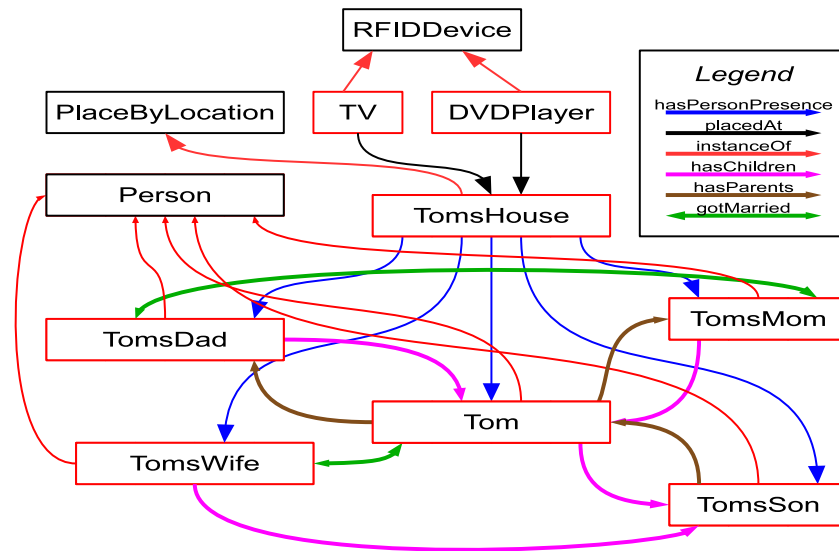 RFIDDevice
Legend
hasPersonPresence
placedAt
instanceOf
hasChildren
hasParents
gotMarried
PlaceByLocation
TV
DVDPlayer
Person
TomsHouse
TomsDad
TomsMom
Tom
TomsWife
TomsSon